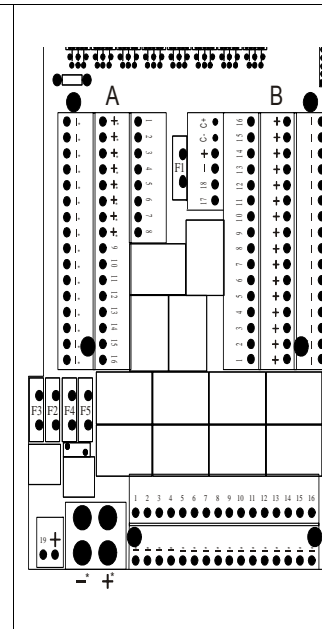 A B
– + 1 C+ 16 + –
– + 2 C- 15 + –
– + 3 + 14 + –
– + 4 F1 – 13 + –
– + 5 18 12 + –
– + 6 17 11 + –
– + 7 10 + –
– + 8 9 + –
– 9 8 + –
– 10 7 + –
– 11 6 + –
– 12 5 + –
– 13 4 + –
– 14 3 + –
– 15 2 + –
– 16 1 + –
F3 F2 F4 F5
1 2 3 4 5 6 7 8 9 10 11 12 13 14 15 16
19 +
–* +*